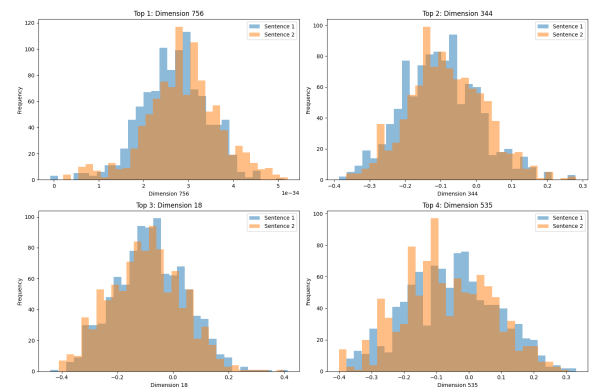 Top 1: Dimension 756
Sentence 1
Sentence 2
Frequency
120
100
80
60
40
20
0
0 1 2 3 4 5
1e−34
Dimension 756
Top 2: Dimension 344
Sentence 1
Sentence 2
Frequency
100
80
60
40
20
0
−0.4 −0.3 −0.2 −0.1 0.0 0.1 0.2 0.3
Dimension 344
Top 3: Dimension 18
Sentence 1
Sentence 2
Frequency
100
80
60
40
20
0
−0.4 −0.2 0.0 0.2 0.4
Dimension 18
Top 4: Dimension 535
Sentence 1
Sentence 2
Frequency
100
80
60
40
20
0
−0.4 −0.3 −0.2 −0.1 0.0 0.1 0.2 0.3
Dimension 535